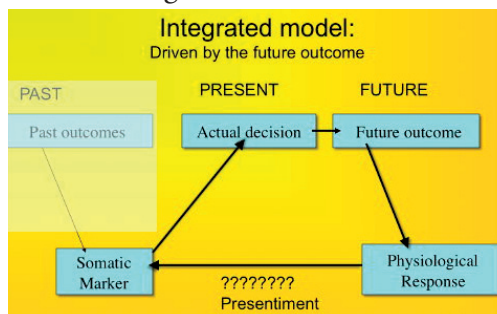 Integrated model:
Driven by the future outcome
PAST
PRESENT
FUTURE
Past outcomes
Actual decision
Future outcome
Somatic
Marker
Physiological
Response
????????
Presentiment